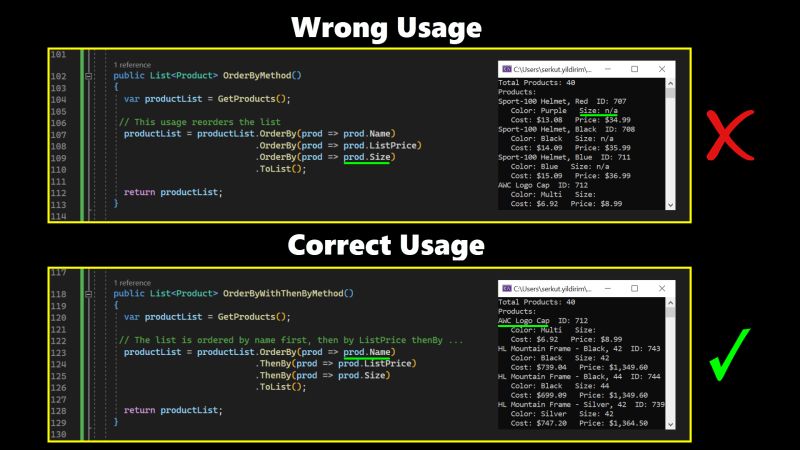 Wrong Usage
101
1 reference
102 public List<Product> OrderByMethod()
103 {
104 var productList = GetProducts();
105
106 // This usage reorders the list
107 productList = productList.OrderBy(prod => prod.Name)
108 .OrderBy(prod => prod.ListPrice)
109 .OrderBy(prod => prod.Size)
110 .ToList();
111
112 return productList;
113 }
114
C:\Users\serkut.yildirim\...
Total Products: 40
Products:
Sport-100 Helmet, Red ID: 707
Color: Purple Size: n/a
Cost: $13.08 Price: $34.99
Sport-100 Helmet, Black ID: 708
Color: Black Size: n/a
Cost: $14.09 Price: $35.99
Sport-100 Helmet, Blue ID: 711
Color: Blue Size: n/a
Cost: $15.09 Price: $36.99
AWC Logo Cap ID: 712
Color: Multi Size:
Cost: $6.92 Price: $8.99
Correct Usage
117
1 reference
118 public List<Product> OrderByWithThenByMethod()
119 {
120 var productList = GetProducts();
121
122 // The list is ordered by name first, then by ListPrice thenBy ...
123 productList = productList.OrderBy(prod => prod.Name)
124 .ThenBy(prod => prod.ListPrice)
125 .ThenBy(prod => prod.Size)
126 .ToList();
127
128 return productList;
129 }
130
C:\Users\serkut.yildirim\...
Total Products: 40
Products:
AWC Logo Cap ID: 712
Color: Multi Size:
Cost: $6.92 Price: $8.99
HL Mountain Frame - Black, 42 ID: 743
Color: Black Size: 42
Cost: $739.04 Price: $1,349.60
HL Mountain Frame - Black, 44 ID: 744
Color: Black Size: 44
Cost: $699.09 Price: $1,349.60
HL Mountain Frame - Silver, 42 ID: 739
Color: Silver Size: 42
Cost: $747.20 Price: $1,364.50